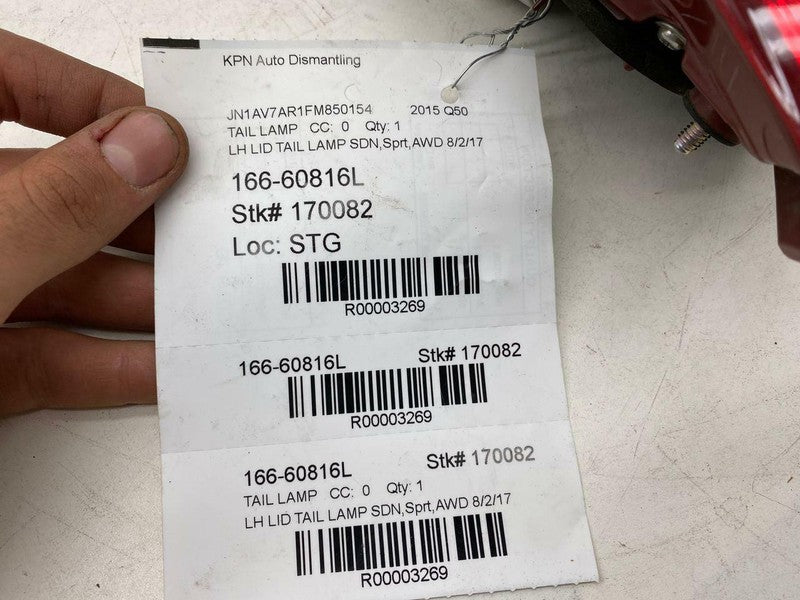 KPN Auto Dismantling
JN1AV7AR1FM850154 2015 Q50
TAIL LAMP CC: 0 Qty: 1
LH LID TAIL LAMP SDN,Sprt,AWD 8/2/17
166-60816L
Stk# 170082
Loc: STG
R00003269
166-60816L Stk# 170082
R00003269
166-60816L Stk# 170082
TAIL LAMP CC: 0 Qty: 1
LH LID TAIL LAMP SDN,Sprt,AWD 8/2/17
R00003269